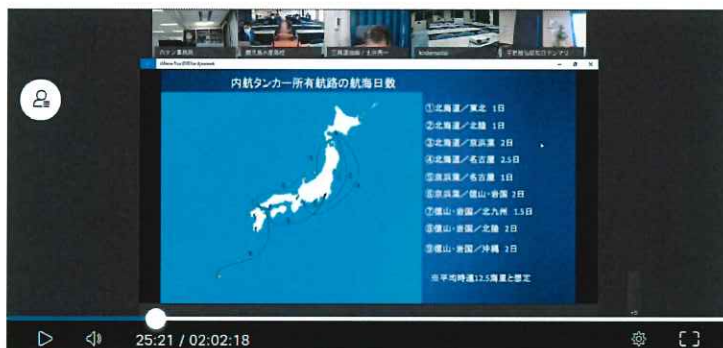 内航タンカー所有航路の航海日数
①北海道／東北 1日
②北海道／北陸 1日
③北海道／京浜葉 2日
④北海道／名古屋 2.5日
⑤京浜葉／名古屋 1日
⑥京浜葉／徳山・岩国 2日
⑦徳山・岩国／北九州 1.5日
⑧徳山・岩国／北陸 2日
⑨徳山・岩国／沖縄 2日
※平均時速12.5海里と想定
25:21 / 02:02:18